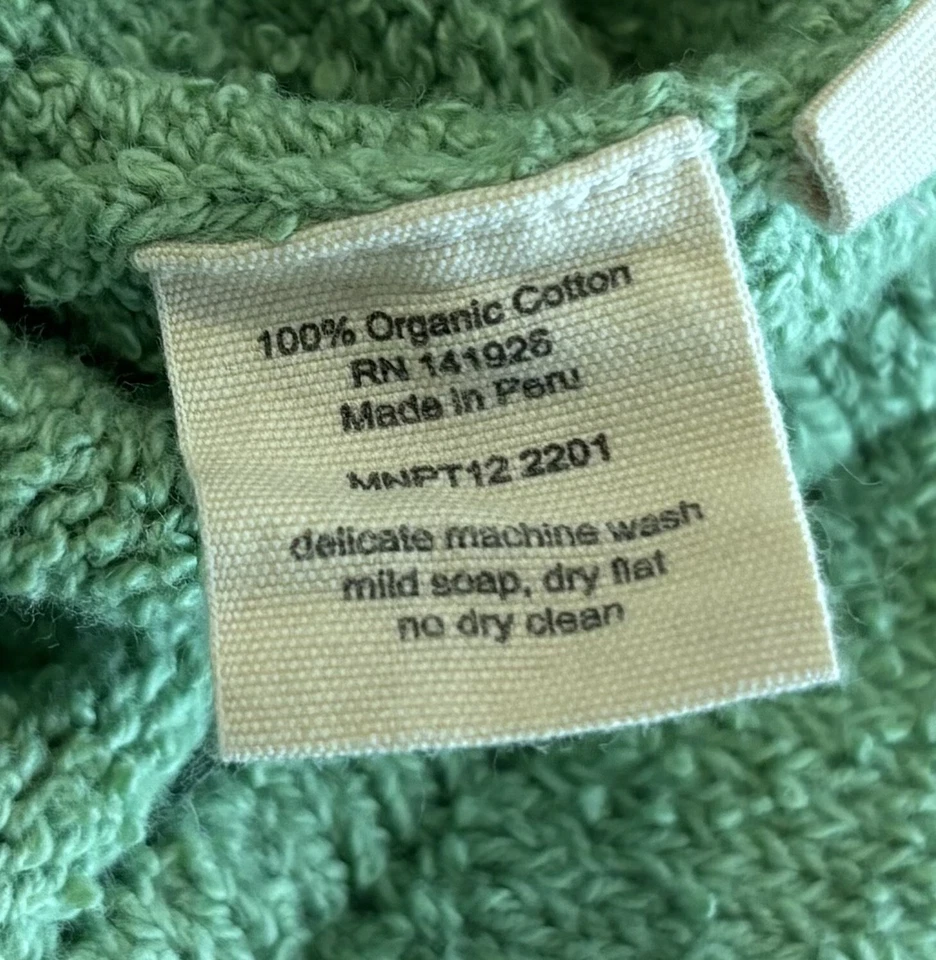 100% Organic Cotton
RN 141926
Made in Peru
MNPT12 2201
delicate machine wash
mild soap, dry flat
no dry clean